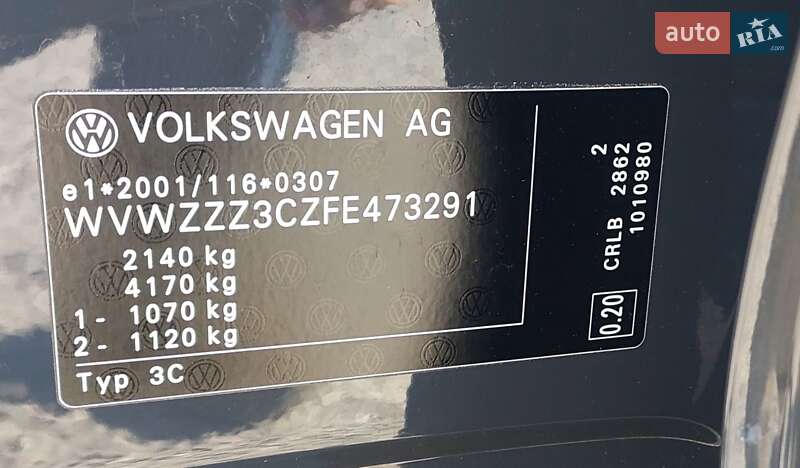 auto RIA.com
VOLKSWAGEN AG
e1*2001/116*0307
WVWZZZ3CZFE473291
2140 kg
4170 kg
1 - 1070 kg
2 - 1120 kg
Typ 3C
2
CRLB 2862
1010980
0.20